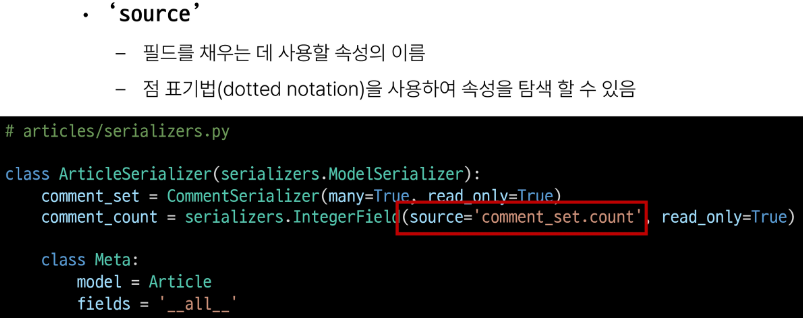 • ‘source’
– 필드를 채우는 데 사용할 속성의 이름
– 점 표기법(dotted notation)을 사용하여 속성을 탐색 할 수 있음
# articles/serializers.py
class ArticleSerializer(serializers.ModelSerializer):
    comment_set = CommentSerializer(many=True, read_only=True)
    comment_count = serializers.IntegerField(source='comment_set.count', read_only=True)
    class Meta:
        model = Article
        fields = '__all__'